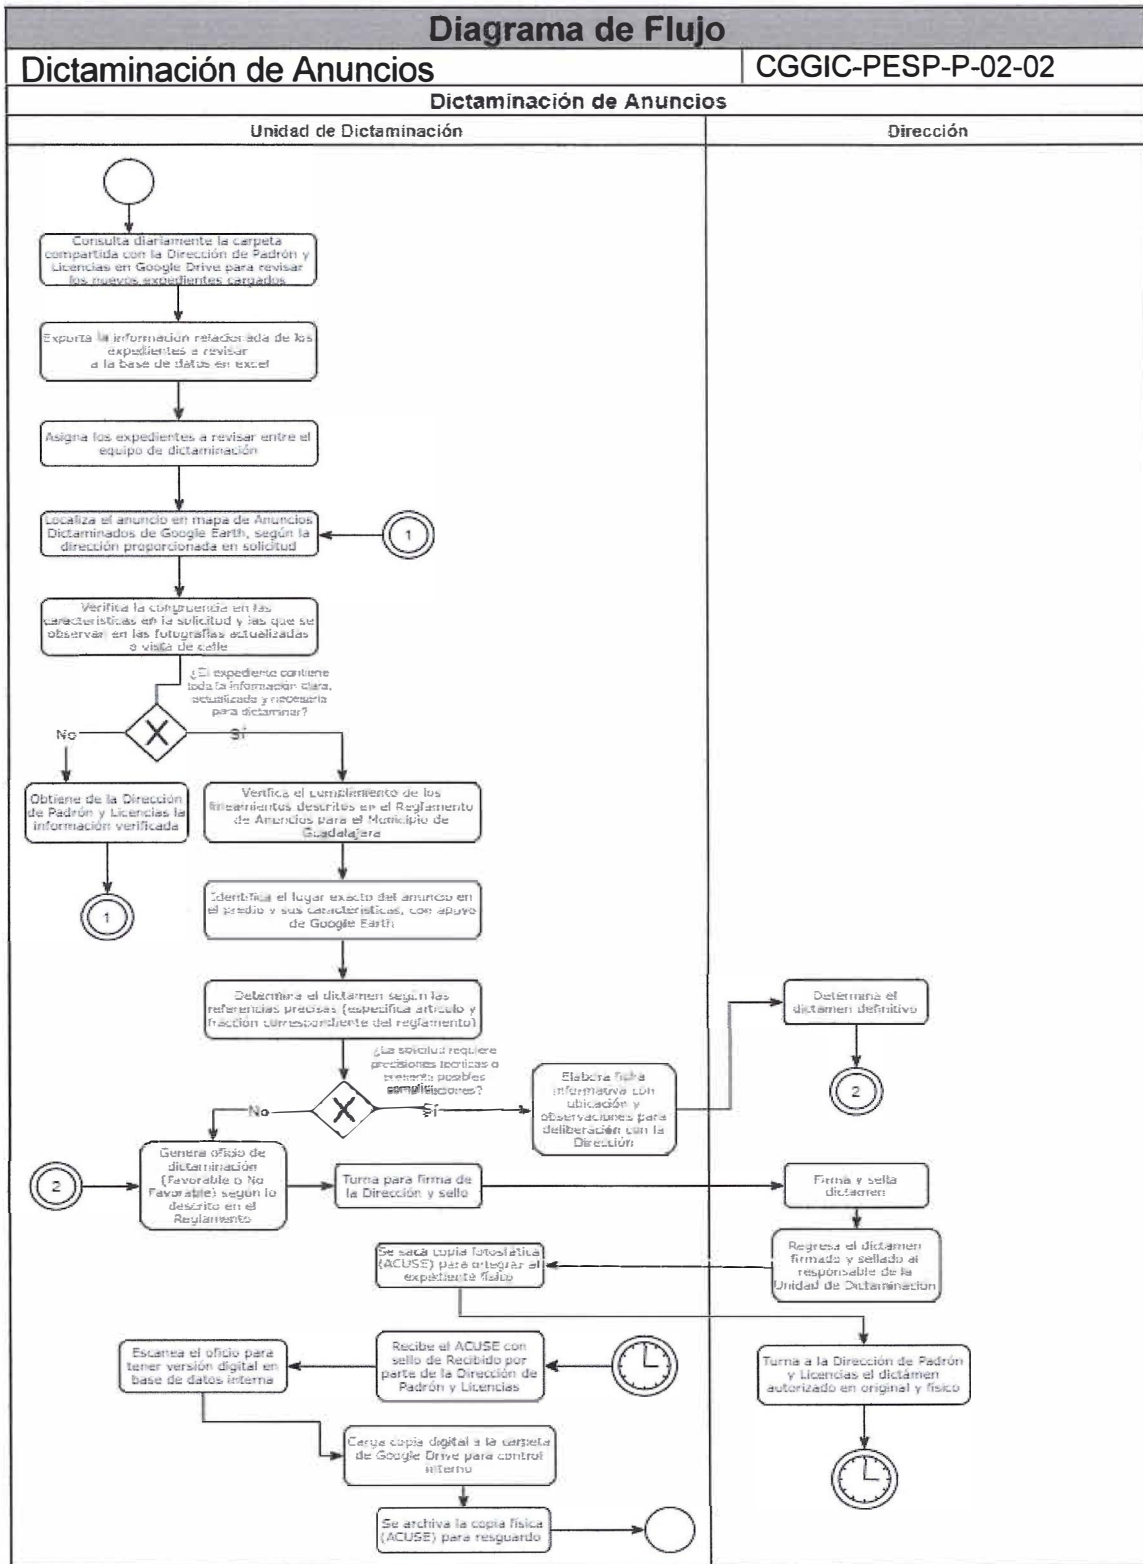 Diagrama de Flujo
Dictaminación de Anuncios
CGGIC-PESP-P-02-02
Dictaminación de Anuncios
Unidad de Dictaminación
Dirección
Consulta diariamente la carpeta
compartida con la Dirección de Padrón y
Licencias en Google Drive para revisar
los nuevos expedientes cargados
Exporta la información relacionada de los
expedientes a revisar
a la base de datos en excel
Asigna los expedientes a revisar entre el
equipo de dictaminación
Localiza el anuncio en mapa de Anuncios
Dictaminados de Google Earth, según la
dirección proporcionada en solicitud
1
Verifica la congruencia en las
características en la solicitud y las que se
observan en las fotografías actualizadas
o vista de calle
¿El expediente contiene
toda la información clara,
actualizada y necesaria
para dictaminar?
No
Sí
Obtiene de la Dirección
de Padrón y Licencias la
información verificada
1
Verifica el cumplimiento de los
lineamientos descritos en el Reglamento
de Anuncios para el Municipio de
Guadalajara
Identifica el lugar exacto del anuncio en
el predio y sus características, con apoyo
de Google Earth
Determina el dictámen según las
referencias precisas (especifica artículo y
fracción correspondiente del reglamento)
¿La solicitud requiere
precisiones técnicas o
presenta posibles
complicaciones?
No
Sí
Elabora ficha
informativa con
ubicación y
observaciones para
deliberación con la
Dirección
Determina el
dictámen definitivo
2
2
Genera oficio de
dictaminación
(Favorable o No
Favorable) según lo
descrito en el
Reglamento
Turna para firma de
la Dirección y sello
Firma y sella
dictamen
Regresa el dictámen
firmado y sellado al
responsable de la
Unidad de Dictaminación
Se saca copia fotostática
(ACUSE) para integrar al
expediente físico
Turna a la Dirección de Padrón
y Licencias el dictámen
autorizado en original y físico
Recibe el ACUSE con
sello de Recibido por
parte de la Dirección de
Padrón y Licencias
Escanea el oficio para
tener versión digital en
base de datos interna
Carga copia digital a la carpeta
de Google Drive para control
interno
Se archiva la copia física
(ACUSE) para resguardo